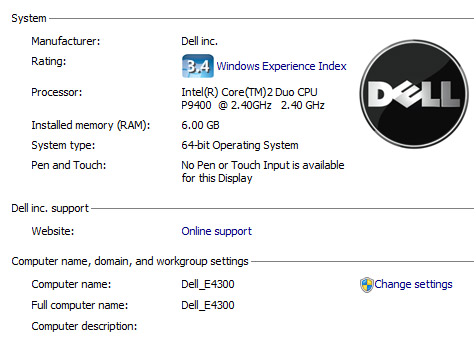 System
Manufacturer: Dell inc.
Rating: 3.4 Windows Experience Index
Processor: Intel(R) Core(TM)2 Duo CPU
P9400 @ 2.40GHz 2.40 GHz
Installed memory (RAM): 6.00 GB
System type: 64-bit Operating System
Pen and Touch: No Pen or Touch Input is available
for this Display
DELL
Dell inc. support
Website: Online support
Computer name, domain, and workgroup settings
Computer name: Dell_E4300 Change settings
Full computer name: Dell_E4300
Computer description: